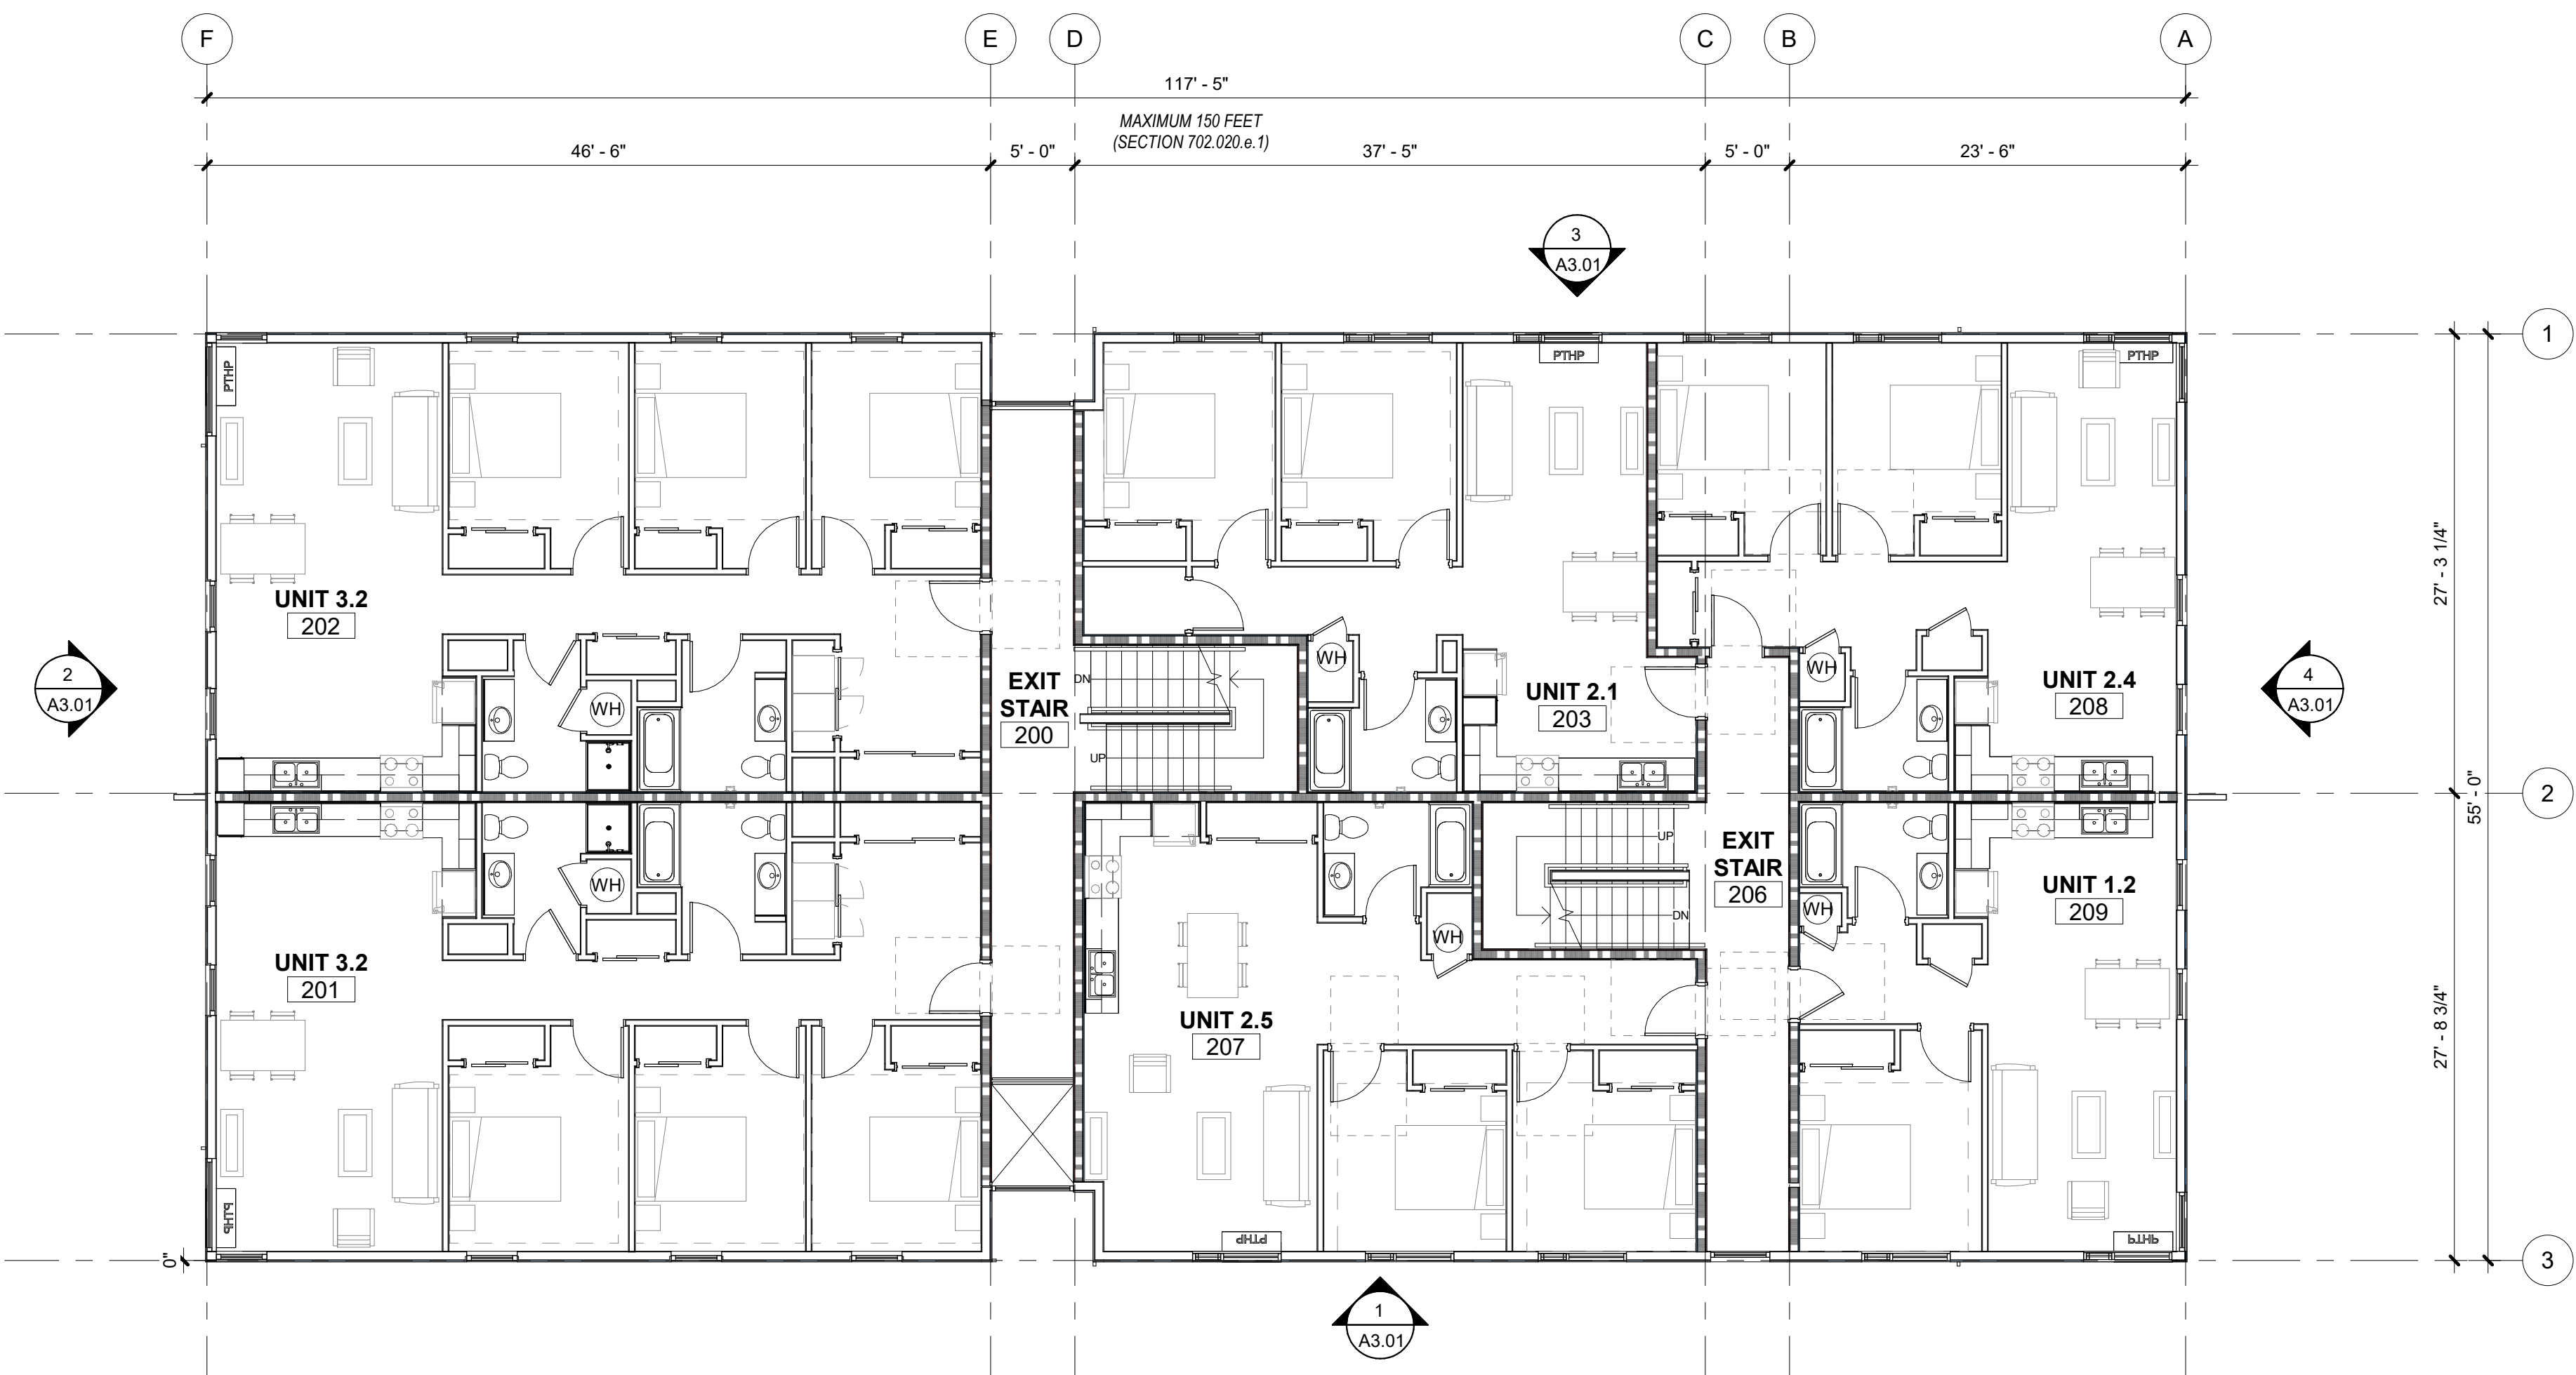 F
E
D
C
B
A
117' - 5"
MAXIMUM 150 FEET
(SECTION 702.020.e.1)
46' - 6"
5' - 0"
37' - 5"
5' - 0"
23' - 6"
3
A3.01
1
PTHP
PTHP
PTHP
27' - 3 1/4"
UNIT 3.2
202
2
A3.01
WH
EXIT
STAIR
200
DN
UP
WH
UNIT 2.1
203
WH
UNIT 2.4
208
4
A3.01
2
55' - 0"
WH
UNIT 3.2
201
UP
DN
WH
EXIT
STAIR
206
WH
UNIT 1.2
209
UNIT 2.5
207
27' - 8 3/4"
PTHP
PTHP
PTHP
0"
3
1
A3.01